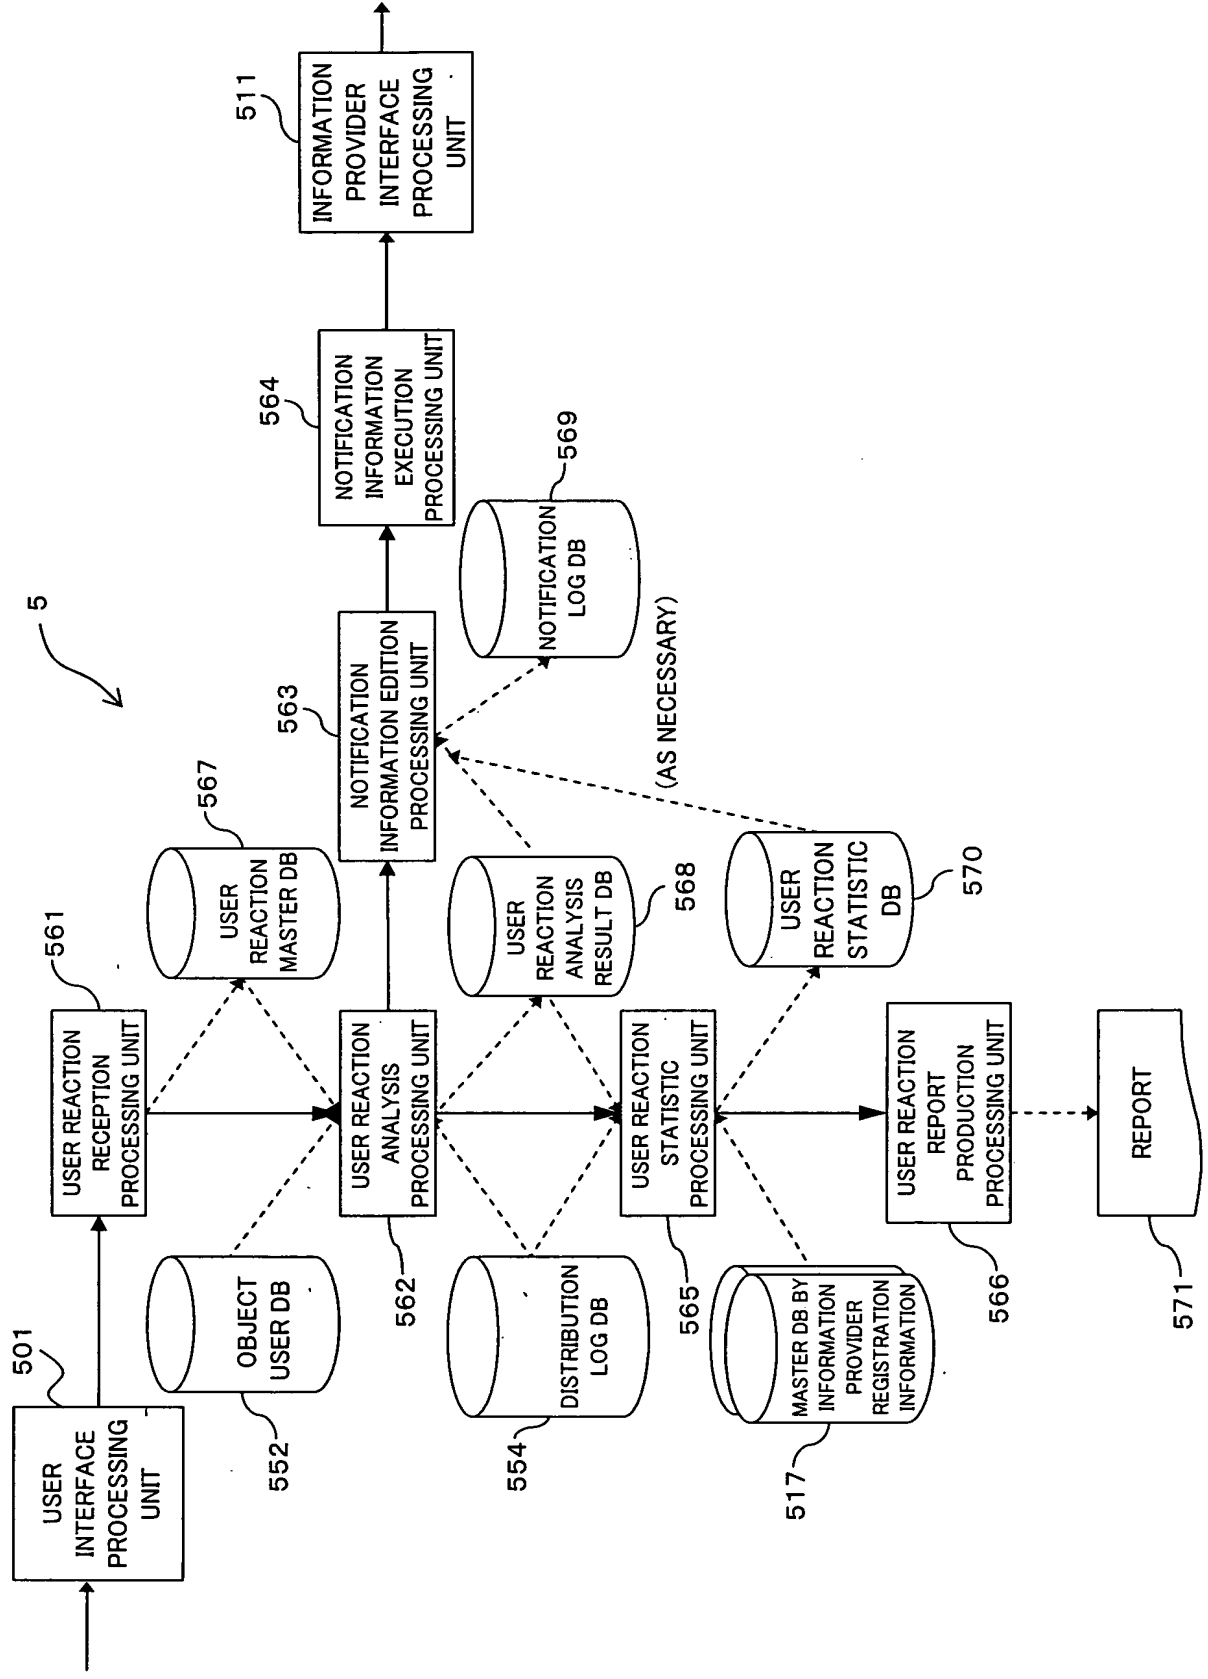 5
501
USER
INTERFACE
PROCESSING
UNIT
561
USER REACTION
RECEPTION
PROCESSING UNIT
552
OBJECT
USER DB
567
USER
REACTION
MASTER DB
562
USER REACTION
ANALYSIS
PROCESSING UNIT
563
NOTIFICATION
INFORMATION EDITION
PROCESSING UNIT
564
NOTIFICATION
INFORMATION
EXECUTION
PROCESSING UNIT
511
INFORMATION
PROVIDER
INTERFACE
PROCESSING
UNIT
554
DISTRIBUTION
LOG DB
568
USER
REACTION
ANALYSIS
RESULT DB
569
NOTIFICATION
LOG DB
(AS NECESSARY)
565
USER REACTION
STATISTIC
PROCESSING UNIT
517
MASTER DB BY
INFORMATION
PROVIDER
REGISTRATION
INFORMATION
570
USER
REACTION
STATISTIC
DB
566
USER REACTION
REPORT
PRODUCTION
PROCESSING UNIT
571
REPORT